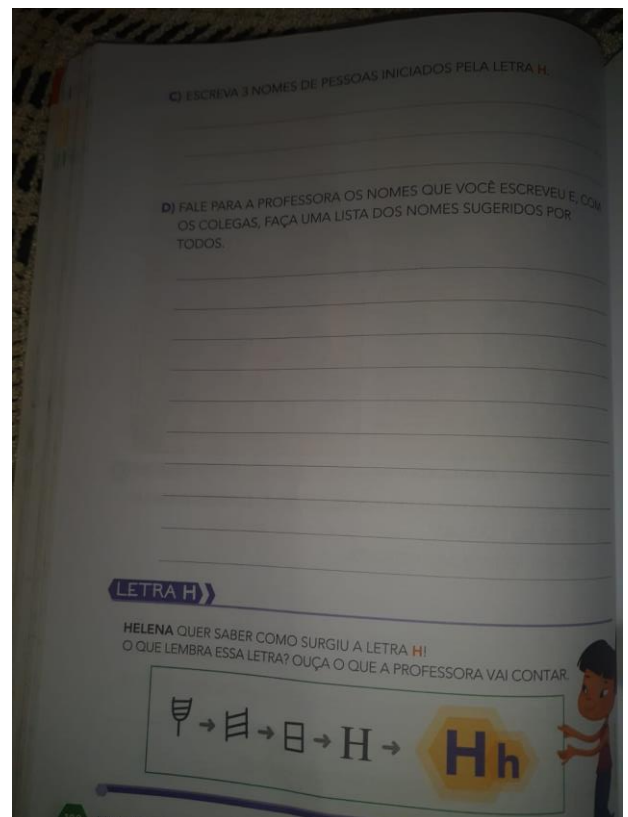 C) ESCREVA 3 NOMES DE PESSOAS INICIADOS PELA LETRA H.
D) FALE PARA A PROFESSORA OS NOMES QUE VOCÊ ESCREVEU E, COM
OS COLEGAS, FAÇA UMA LISTA DOS NOMES SUGERIDOS POR
TODOS.
LETRA H
HELENA QUER SABER COMO SURGIU A LETRA H!
O QUE LEMBRA ESSA LETRA? OUÇA O QUE A PROFESSORA VAI CONTAR.
H H h